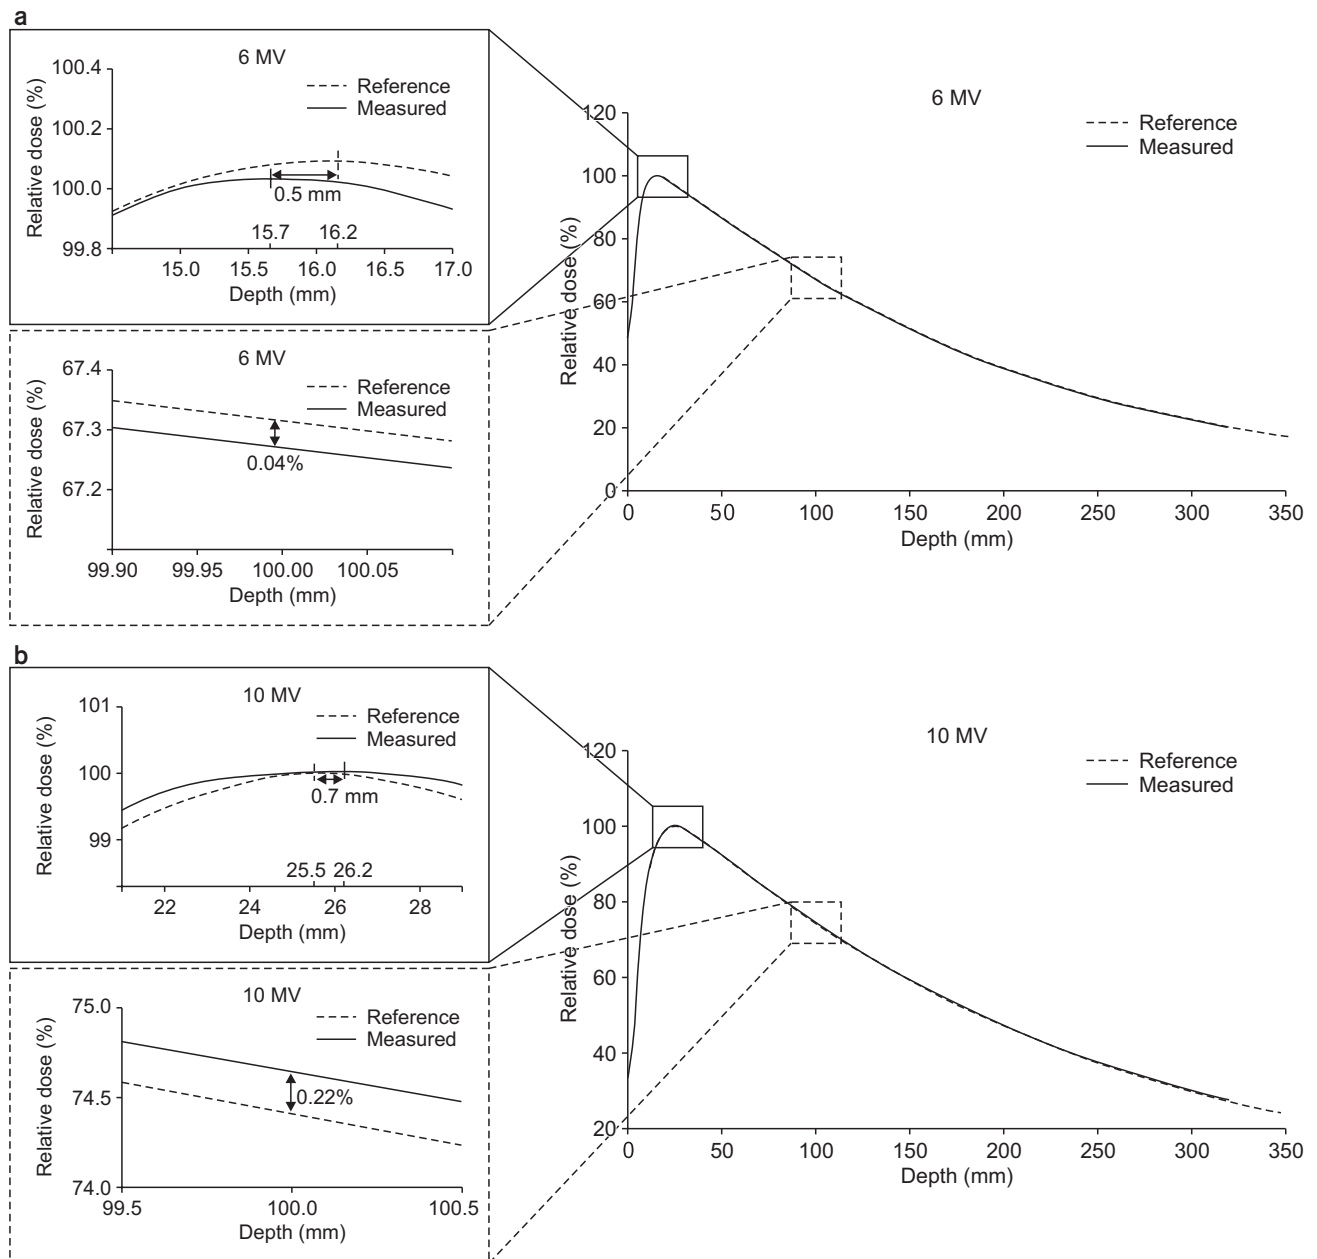 a
6 MV
Reference
Measured
Relative dose (%)
100.4
100.2
100.0
99.8
0.5 mm
15.7 16.2
15.0 15.5 16.0 16.5 17.0
Depth (mm)
6 MV
Reference
Measured
Relative dose (%)
67.4
67.3
67.2
0.04%
99.90 99.95 100.00 100.05
Depth (mm)
6 MV
Reference
Measured
Relative dose (%)
120
100
80
60
40
20
0
0 50 100 150 200 250 300 350
Depth (mm)
b
10 MV
Reference
Measured
Relative dose (%)
101
100
99
0.7 mm
25.5 26.2
22 24 26 28
Depth (mm)
10 MV
Reference
Measured
Relative dose (%)
75.0
74.5
74.0
0.22%
99.5 100.0 100.5
Depth (mm)
10 MV
Reference
Measured
Relative dose (%)
120
100
80
60
40
20
0 50 100 150 200 250 300 350
Depth (mm)